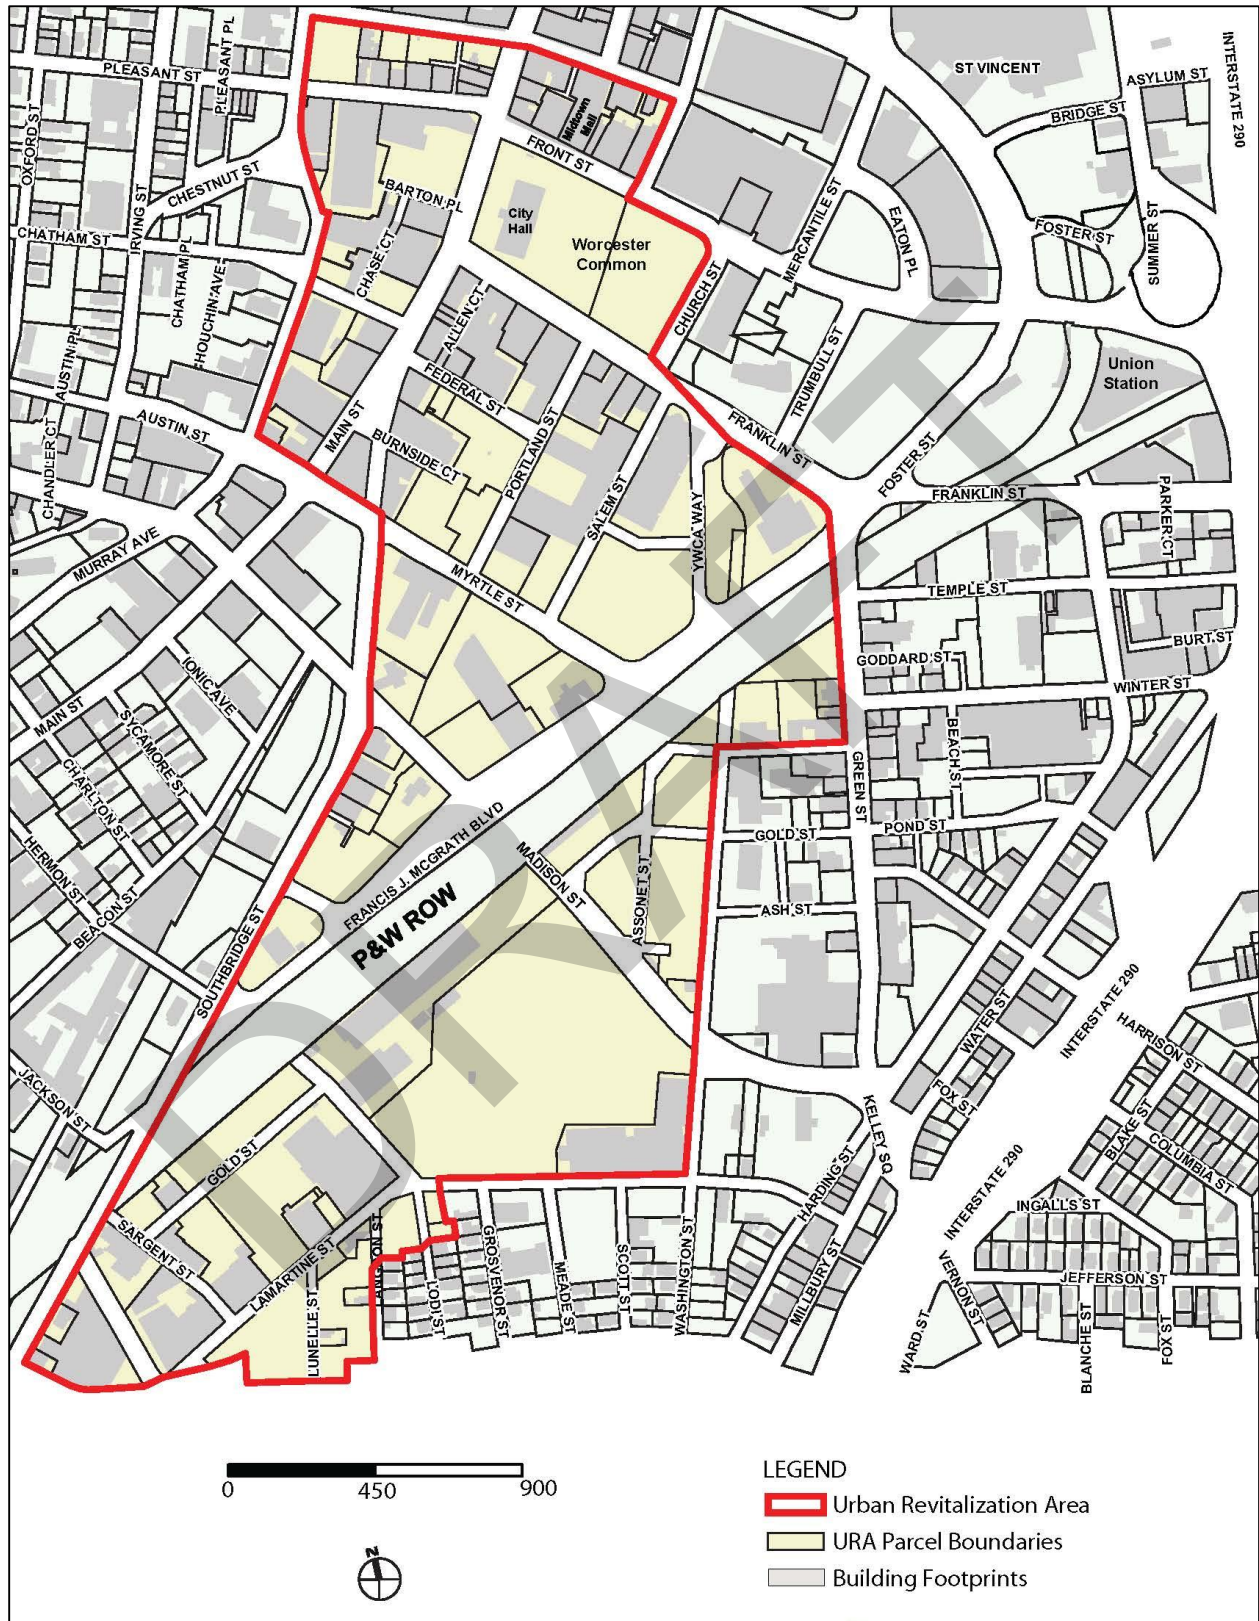 PLEASANT ST
PLEASANT PL
OXFORD ST
IRVING ST
CHESTNUT ST
CHATHAM ST
CHATHAM PL
HOUCHIN AVE
AUSTIN PL
AUSTIN ST
CHANDLER CT
MURRAY AVE
BARTON PL
CHASE CT
MAIN ST
Midtown
Mall
FRONT ST
City
Hall
Worcester
Common
ALLEN CT
FEDERAL ST
BURNSIDE CT
PORTLAND ST
SALEM ST
YWCA WAY
MYRTLE ST
ST VINCENT
INTERSTATE 290
ASYLUM ST
BRIDGE ST
FOSTER ST
SUMMER ST
EATON PL
MERCANTILE ST
CHURCH ST
TRUMBULL ST
FRANKLIN ST
Union
Station
FOSTER ST
FRANKLIN ST
PARKER CT
TEMPLE ST
BURT ST
GODDARD ST
WINTER ST
BEACH ST
GREEN ST
POND ST
GOLD ST
ASH ST
ASSONET ST
MADISON ST
FRANCIS J. MCGRATH BLVD
P&W ROW
IONIC AVE
MAIN ST
SYCAMORE ST
CHARLTON ST
HERMON ST
BEACON ST
SOUTHBRIDGE ST
JACKSON ST
GOLD ST
SARGENT ST
LAMARTINE ST
LUNELLE ST
LODI ST
GROSVENOR ST
MEADE ST
SCOTT ST
WASHINGTON ST
HARDING ST
MILLBURY ST
KELLEY SQ
WATER ST
FOX ST
INTERSTATE 290
INTERSTATE 290
HARRISON ST
BLAKE ST
COLUMBIA ST
INGALLS ST
JEFFERSON ST
VERNON ST
WARD ST
BLANCHE ST
FOX ST
DRAFT
0
450
900
N
LEGEND
Urban Revitalization Area
URA Parcel Boundaries
Building Footprints